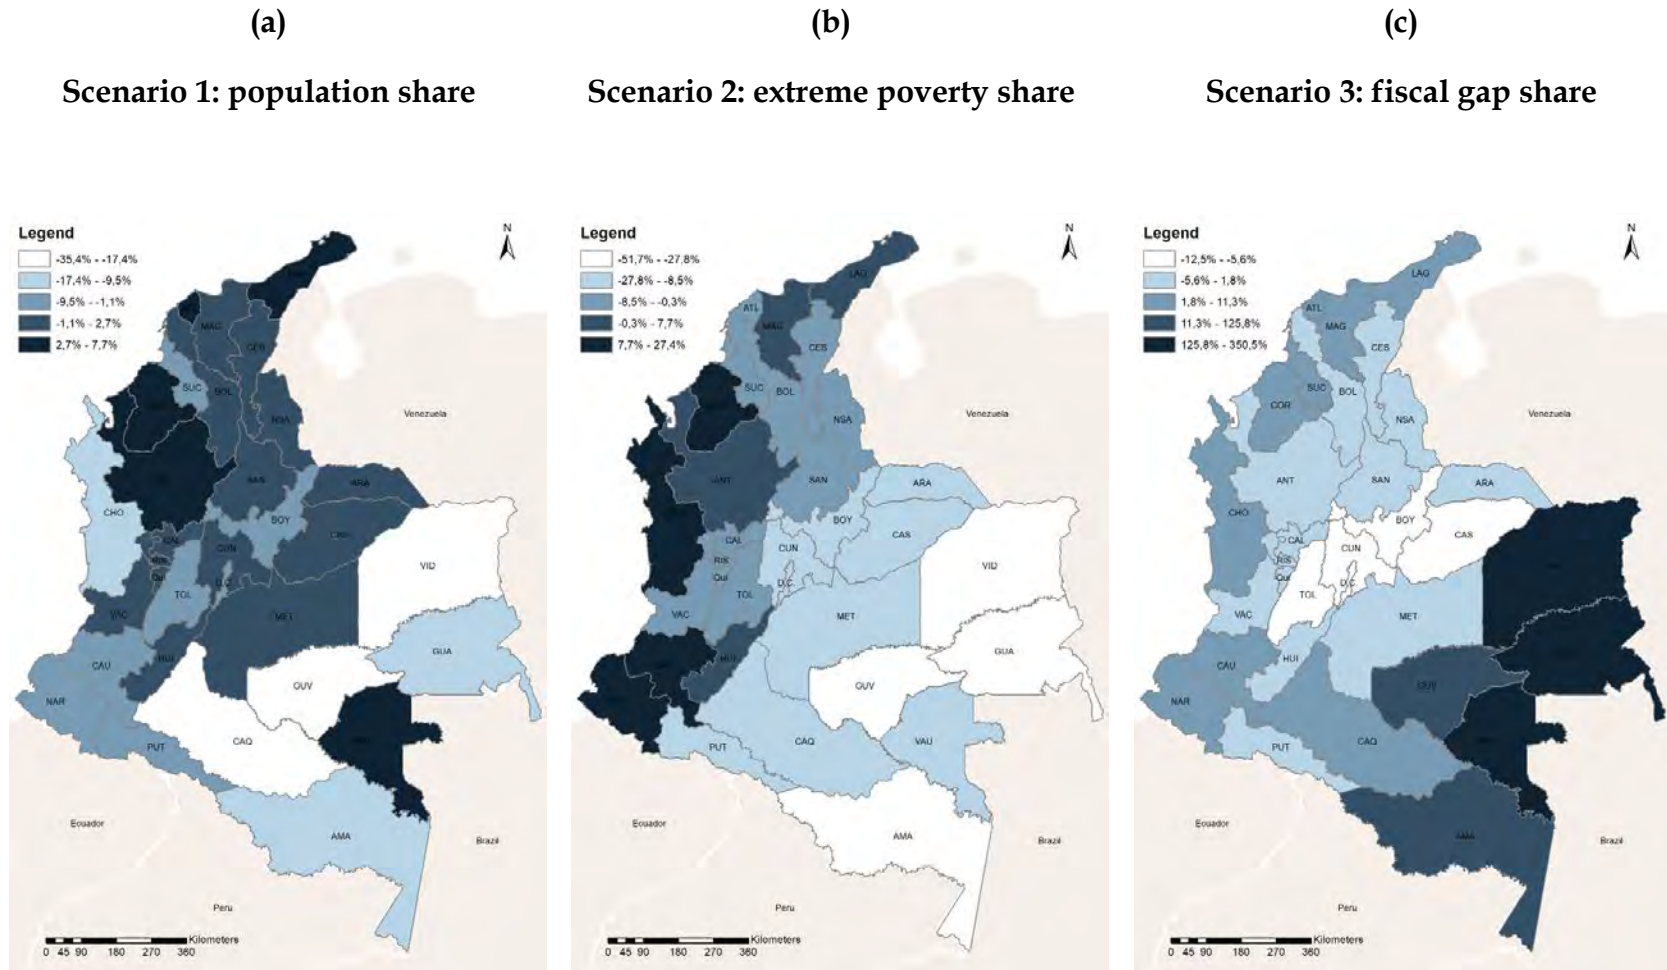 (a)
Scenario 1: population share
Legend
-35,4% - -17,4%
-17,4% - -9,5%
-9,5% - -1,1%
-1,1% - 2,7%
2,7% - 7,7%
N
MAG
CES
SUC
BOL
NSA
Venezuela
SAN
ARA
CHO
BOY
CAL
CAS
RIS
CUN
Qui
VID
D.C.
TOL
VAC
MET
GUA
CAU
HUI
GUV
NAR
CAQ
PUT
Ecuador
AMA
Brazil
Peru
Kilometers
0 45 90 180 270 360
(b)
Scenario 2: extreme poverty share
Legend
-51,7% - -27,8%
-27,8% - -8,5%
-8,5% - -0,3%
-0,3% - 7,7%
7,7% - 27,4%
N
LAG
ATL
MAG
CES
SUC
BOL
NSA
Venezuela
ANT
SAN
ARA
BOY
CAL
CAS
CUN
RIS
VID
Qui
D.C.
TOL
VAC
MET
GUA
HUI
GUV
CAQ
VAU
PUT
Ecuador
AMA
Brazil
Peru
Kilometers
0 45 90 180 270 360
(c)
Scenario 3: fiscal gap share
Legend
-12,5% - -5,6%
-5,6% - 1,8%
1,8% - 11,3%
11,3% - 125,8%
125,8% - 350,5%
N
LAG
ATL
MAG
CES
SUC
BOL
COR
NSA
Venezuela
ANT
SAN
ARA
CHO
BOY
CAL
CAS
RIS
CUN
Qui
D.C.
TOL
VAC
MET
CAU
HUI
GUV
NAR
CAQ
PUT
Ecuador
AMA
Brazil
Peru
Kilometers
0 45 90 180 270 360